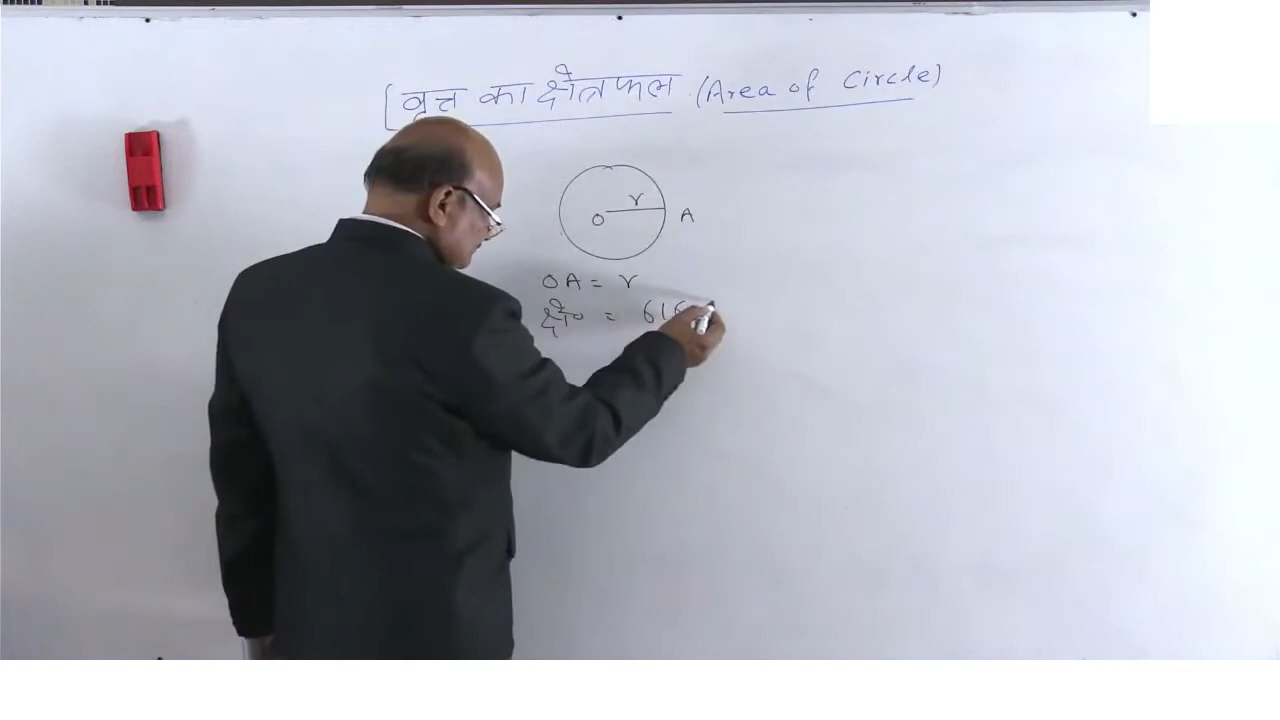 वृत्त का क्षेत्रफल (Area of Circle)
r
O A
OA = r
क्षे० = 616